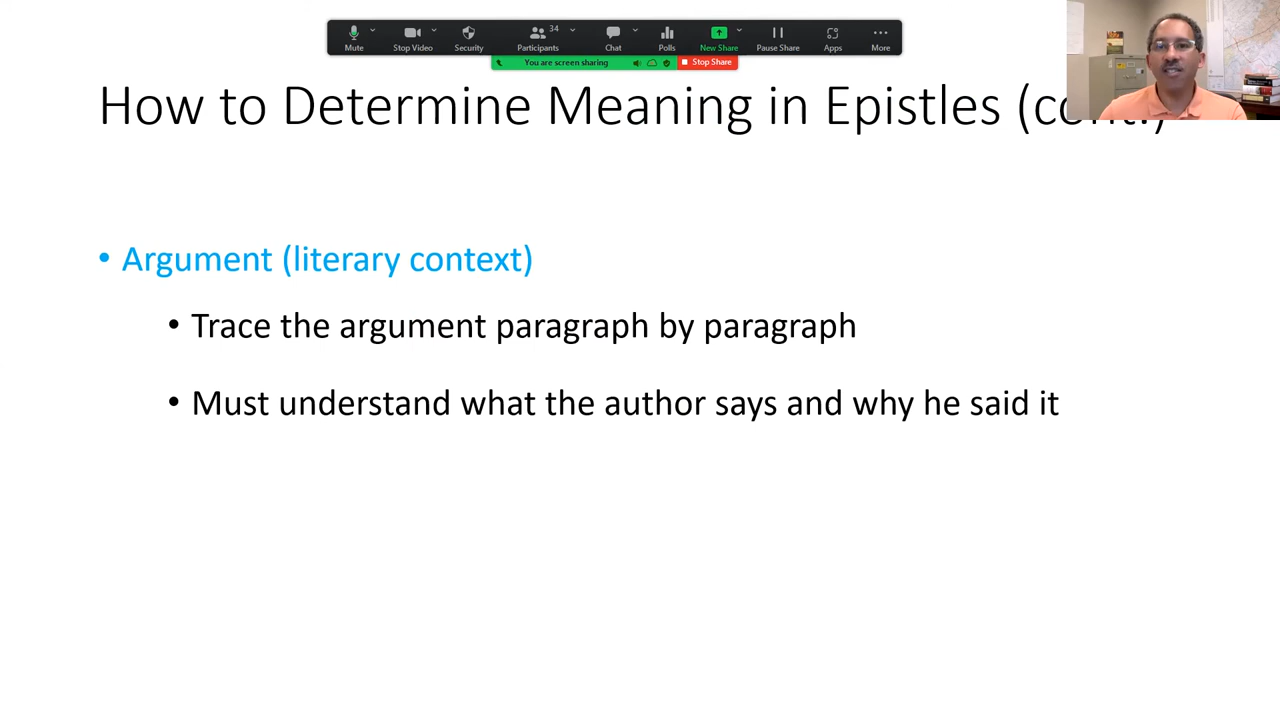 34
Mute
Stop Video
Security
Participants
Chat
Polls
New Share
Pause Share
Apps
More
You are screen sharing
Stop Share
How to Determine Meaning in Epistles (cont.)
• Argument (literary context)
• Trace the argument paragraph by paragraph
• Must understand what the author says and why he said it